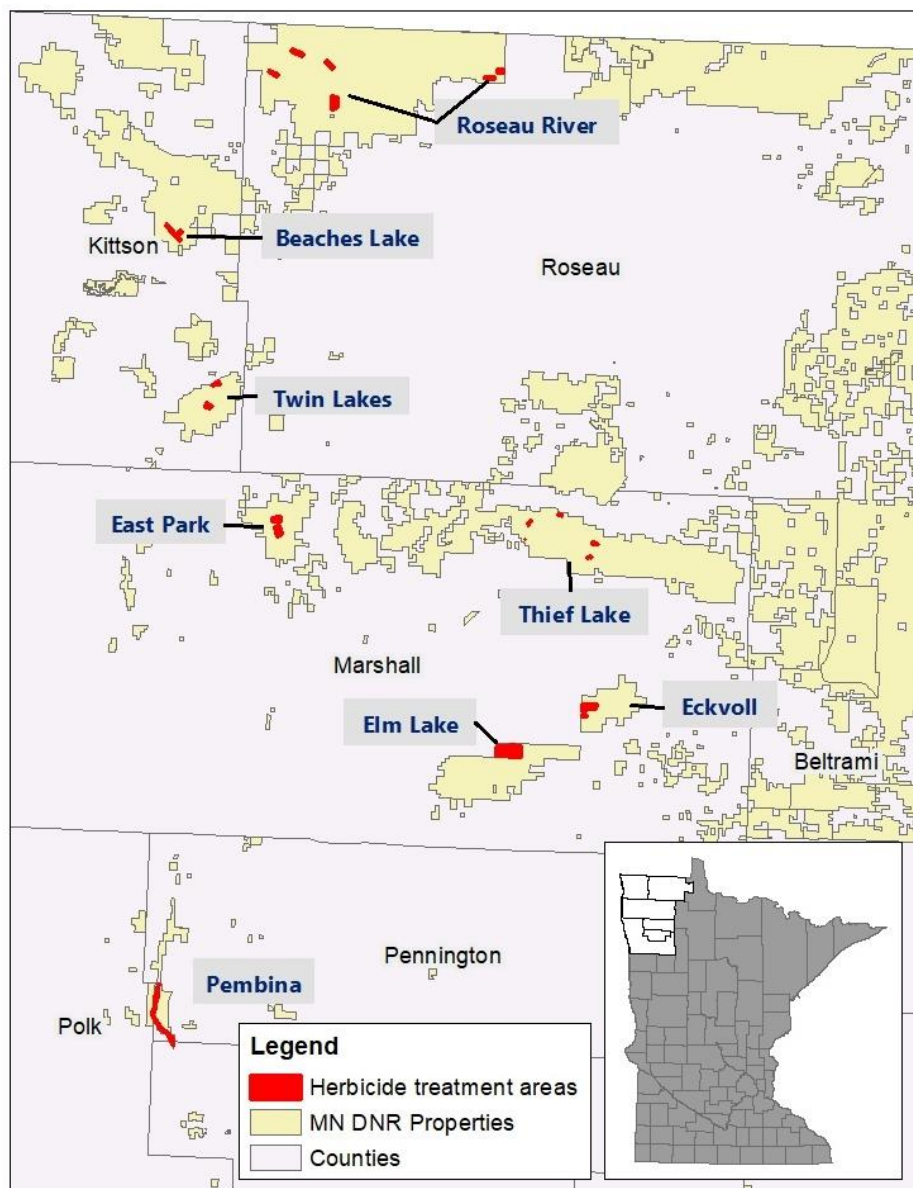 Roseau River
Beaches Lake
Kittson
Roseau
Twin Lakes
East Park
Thief Lake
Marshall
Eckvoll
Elm Lake
Beltrami
Pennington
Pembina
Polk
Legend
Herbicide treatment areas
MN DNR Properties
Counties